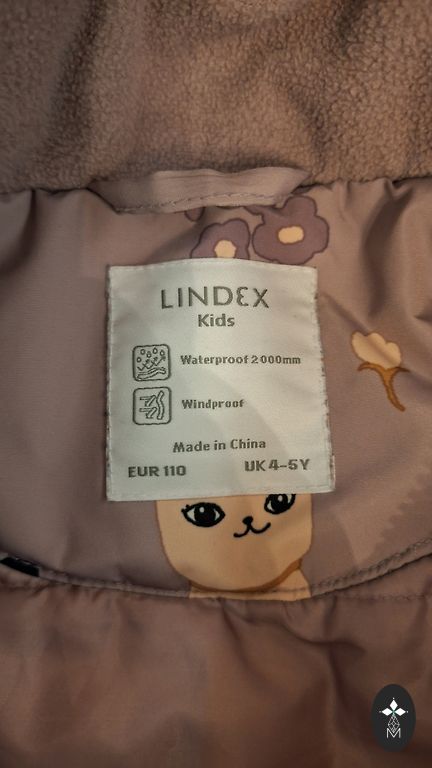 LINDEX
Kids
Waterproof 2000mm
Windproof
Made in China
EUR 110 UK 4-5Y
M